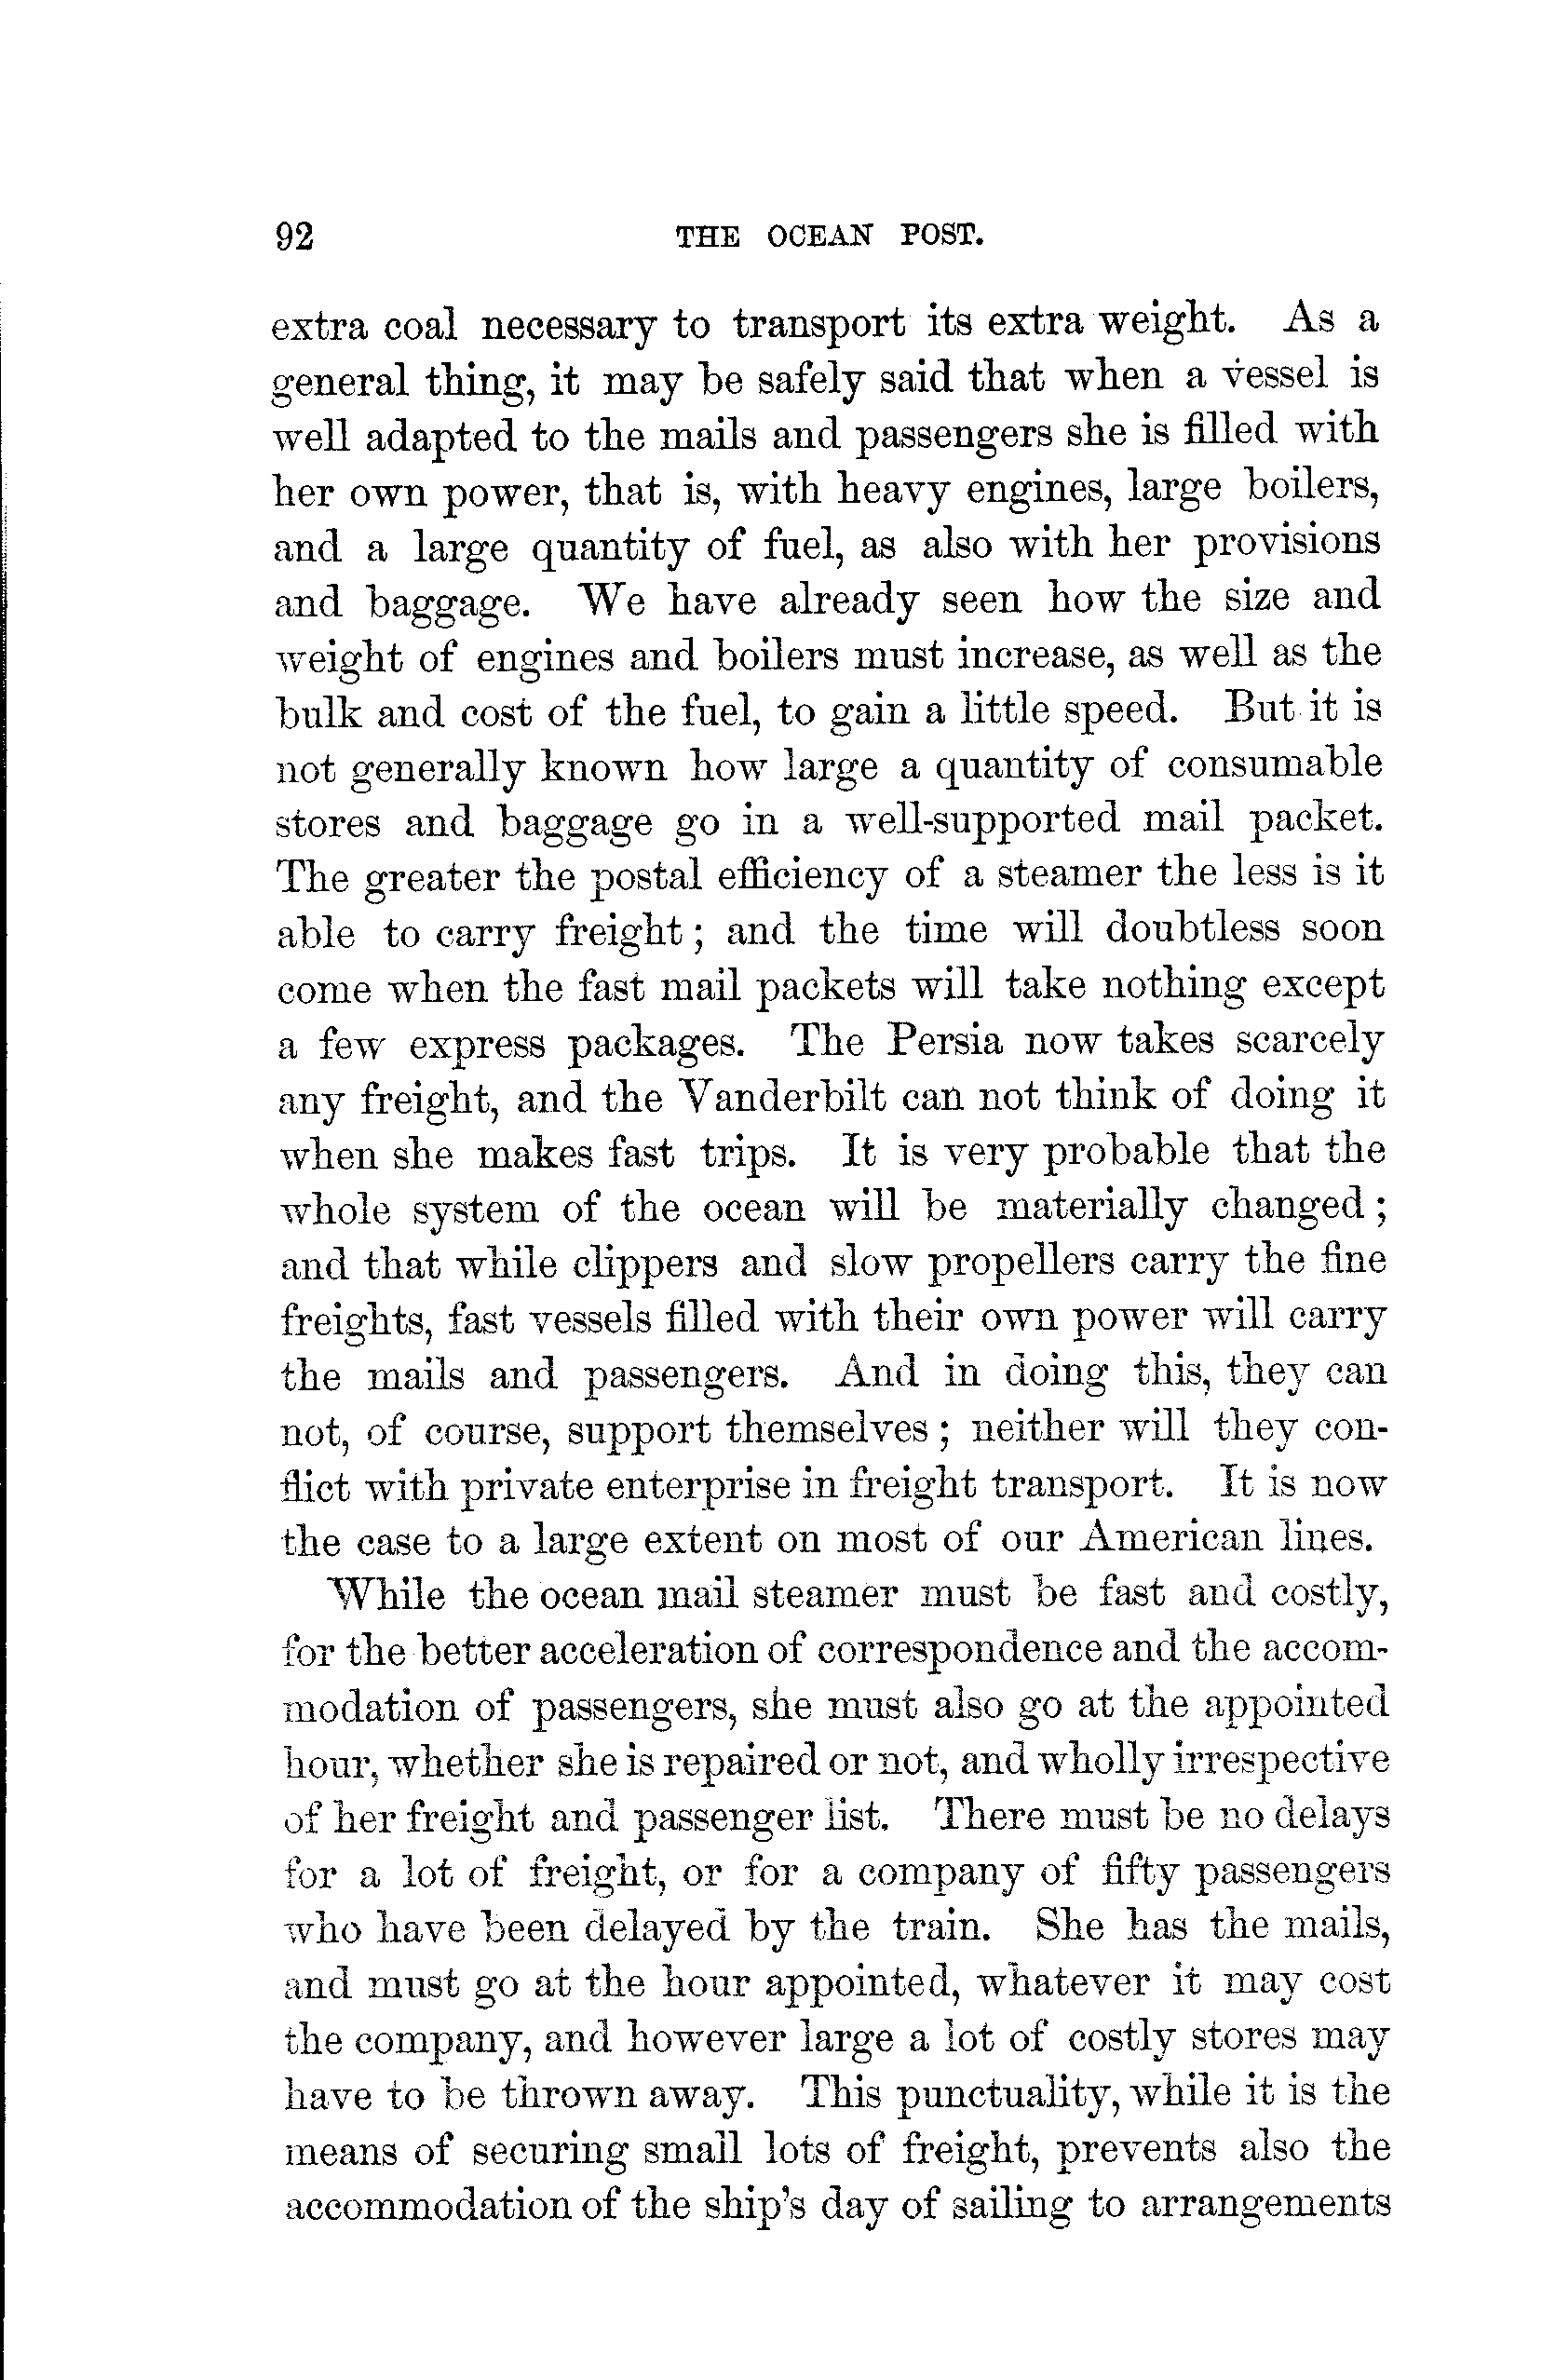 92 THE OCEAN POST.
extra coal necessary to transport its extra weight. As a
general thing, it may be safely said that when a vessel is
well adapted to the mails and passengers she is filled with
her own power, that is, with heavy engines, large boilers,
and a large quantity of fuel, as also with her provisions
and baggage. We have already seen how the size and
weight of engines and boilers must increase, as well as the
bulk and cost of the fuel, to gain a little speed. But it is
not generally known how large a quantity of consumable
stores and baggage go in a well-supported mail packet.
The greater the postal efficiency of a steamer the less is it
able to carry freight; and the time will doubtless soon
come when the fast mail packets will take nothing except
a few express packages. The Persia now takes scarcely
any freight, and the Vanderbilt can not think of doing it
when she makes fast trips. It is very probable that the
whole system of the ocean will be materially changed;
and that while clippers and slow propellers carry the fine
freights, fast vessels filled with their own power will carry
the mails and passengers. And in doing this, they can
not, of course, support themselves; neither will they con-
flict with private enterprise in freight transport. It is now
the case to a large extent on most of our American lines.
While the ocean mail steamer must be fast and costly,
for the better acceleration of correspondence and the accom-
modation of passengers, she must also go at the appointed
hour, whether she is repaired or not, and wholly irrespective
of her freight and passenger list. There must be no delays
for a lot of freight, or for a company of fifty passengers
who have been delayed by the train. She has the mails,
and must go at the hour appointed, whatever it may cost
the company, and however large a lot of costly stores may
have to be thrown away. This punctuality, while it is the
means of securing small lots of freight, prevents also the
accommodation of the ship's day of sailing to arrangements